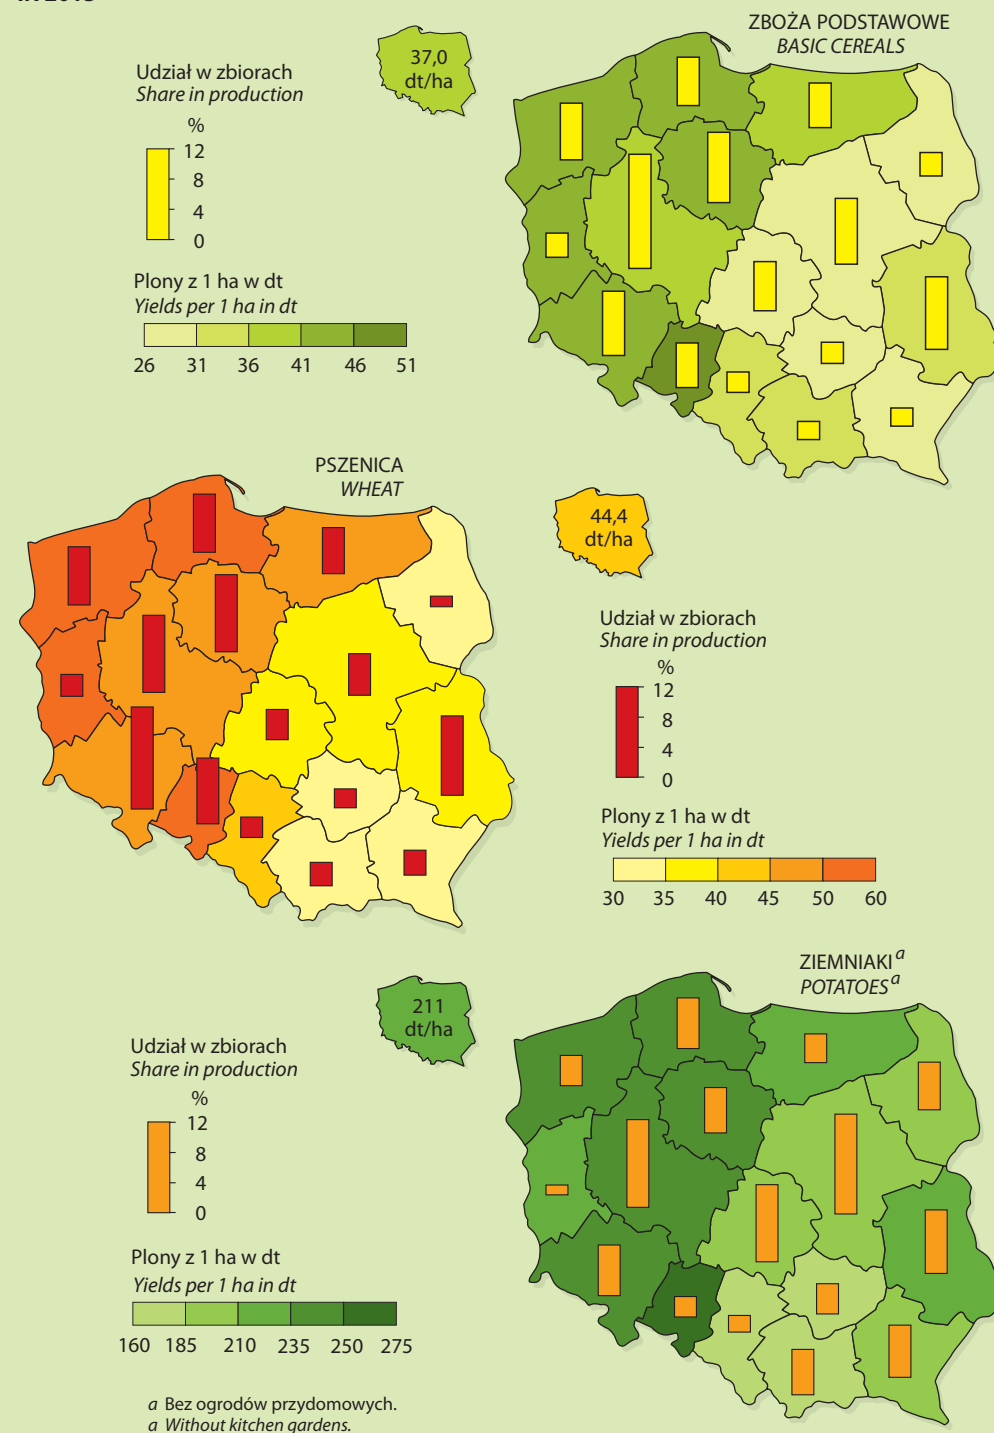 ZBOŻA PODSTAWOWE
BASIC CEREALS
37,0
dt/ha
Udział w zbiorach
Share in production
%
12
8
4
0
Plony z 1 ha w dt
Yields per 1 ha in dt
26 31 36 41 46 51
PSZENICA
WHEAT
44,4
dt/ha
Udział w zbiorach
Share in production
%
12
8
4
0
Plony z 1 ha w dt
Yields per 1 ha in dt
30 35 40 45 50 60
ZIEMNIAKI a
POTATOES a
211
dt/ha
Udział w zbiorach
Share in production
%
12
8
4
0
Plony z 1 ha w dt
Yields per 1 ha in dt
160 185 210 235 250 275
a Bez ogrodów przydomowych.
a Without kitchen gardens.